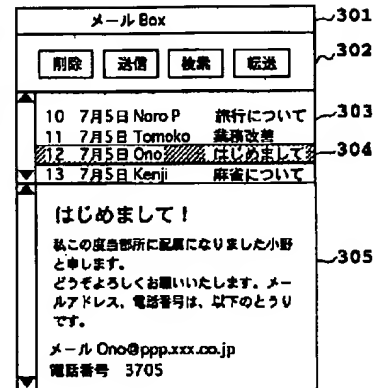 メール Box
301
302
削除 送信 検索 転送
10 7月5日 Noro P 旅行について
303
11 7月5日 Tomoko 業務改善
12 7月5日 Ono はじめまして
304
13 7月5日 Kenji 麻雀について
はじめまして！
私この度当部所に配属になりました小野
と申します。
305
どうぞよろしくお願いいたします。メー
ルアドレス、電話番号は、以下のとうり
です。
メール Ono@ppp.xxx.co.jp
電話番号 3705